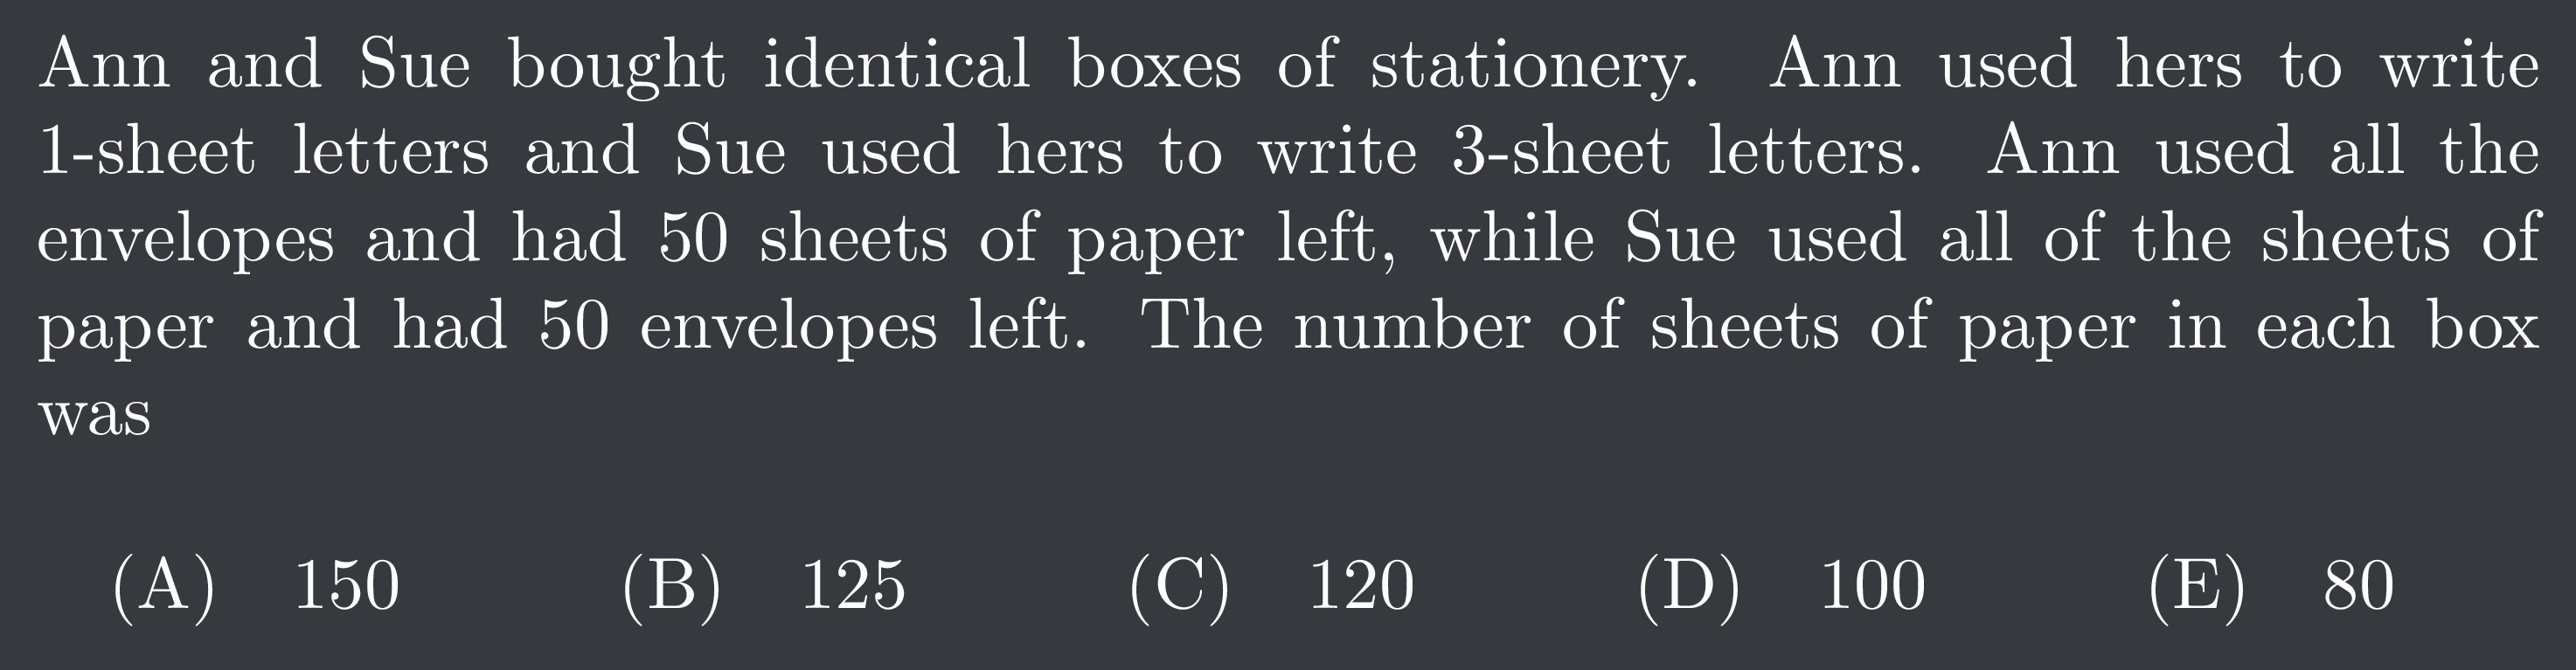 Ann and Sue bought identical boxes of stationery. Ann used hers to write
1-sheet letters and Sue used hers to write 3-sheet letters. Ann used all the
envelopes and had 50 sheets of paper left, while Sue used all of the sheets of
paper and had 50 envelopes left. The number of sheets of paper in each box
was
(A) 150 (B) 125 (C) 120 (D) 100 (E) 80